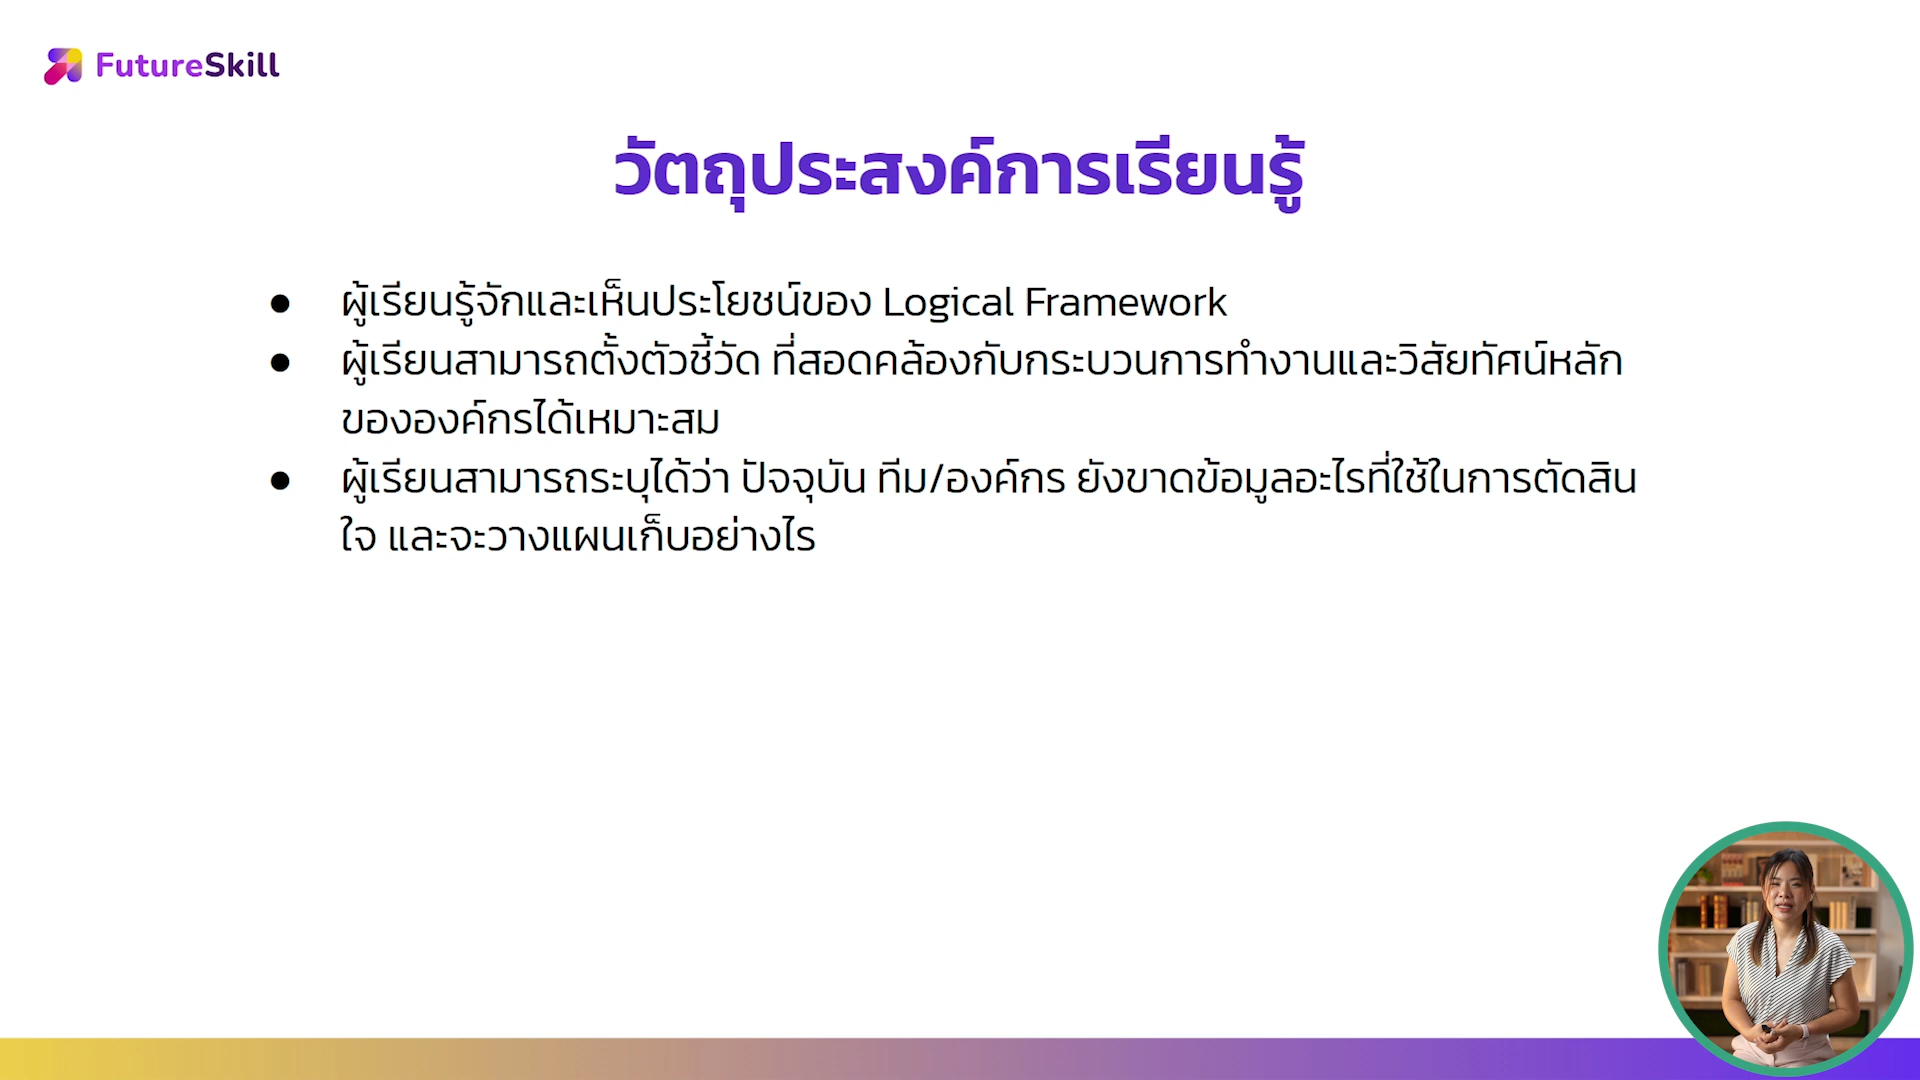 FutureSkill
วัตถุประสงค์การเรียนรู้
● ผู้เรียนรู้จักและเห็นประโยชน์ของ Logical Framework
● ผู้เรียนสามารถตั้งตัวชี้วัด ที่สอดคล้องกับกระบวนการทำงานและวิสัยทัศน์หลัก
ขององค์กรได้เหมาะสม
● ผู้เรียนสามารถระบุได้ว่า ปัจจุบัน ทีม/องค์กร ยังขาดข้อมูลอะไรที่ใช้ในการตัดสิน
ใจ และจะวางแผนเก็บอย่างไร